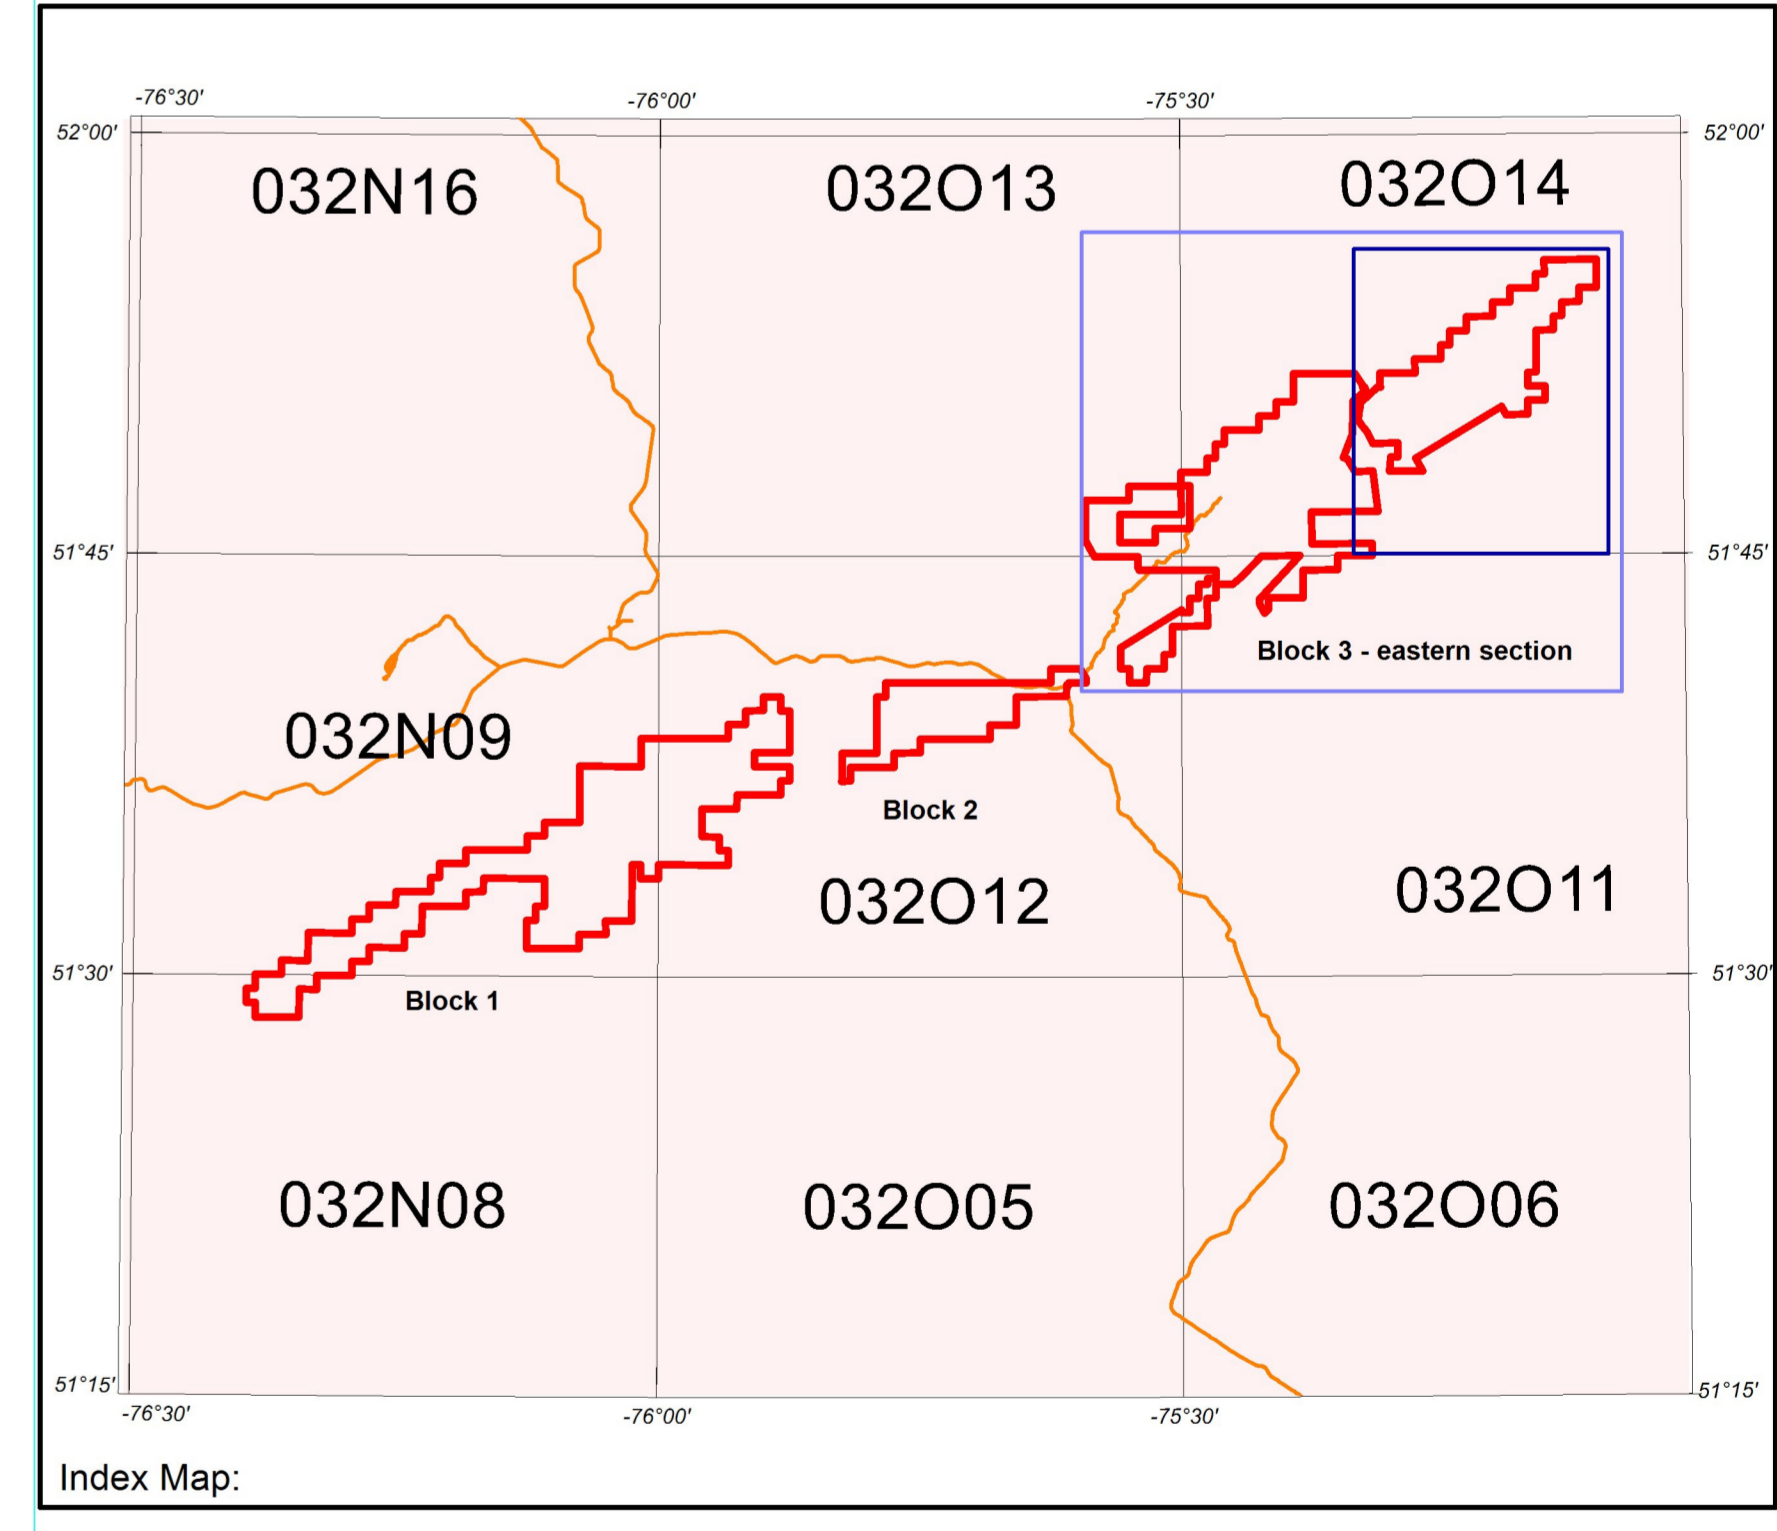 -76°30' -76°00' -75°30'
52°00' 52°00'
032N16 032O13 032O14
51°45' 51°45'
Block 3 - eastern section
032N09
Block 2
032O12 032O11
51°30' 51°30'
Block 1
032N08 032O05 032O06
51°15' 51°15'
-76°30' -76°00' -75°30'
Index Map: